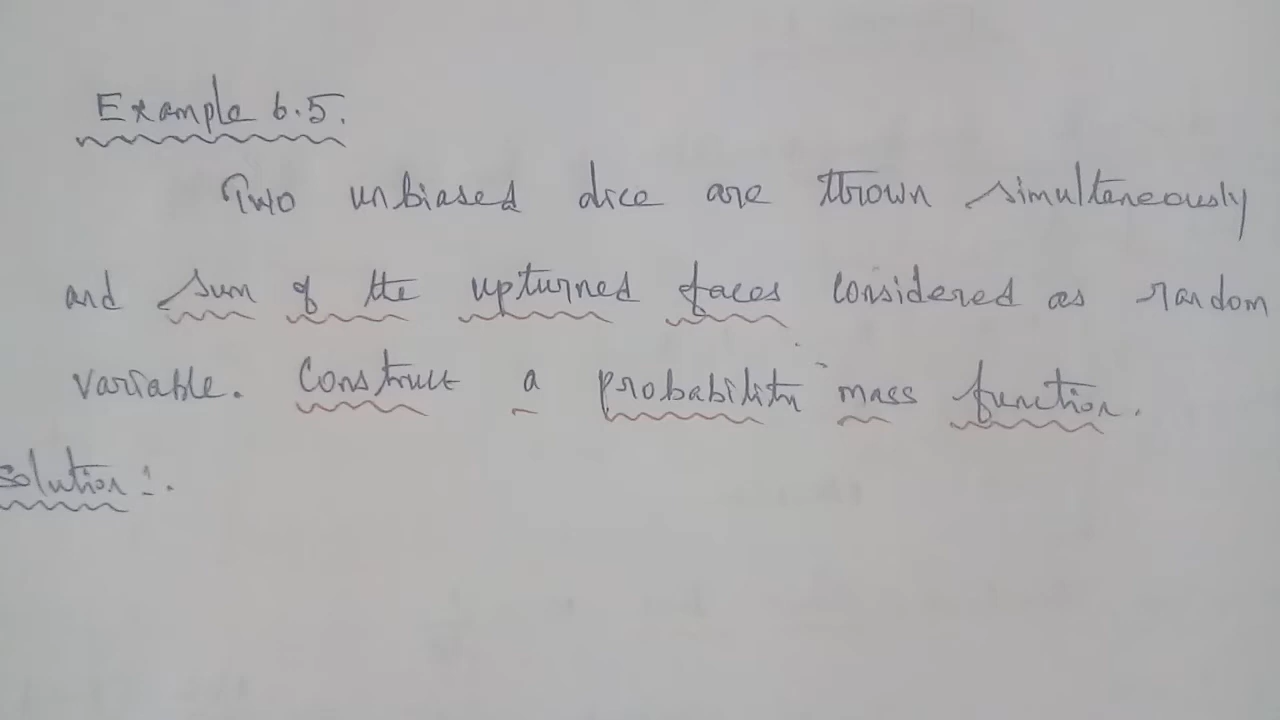 Example 6.5.
Two unbiased dice are thrown simultaneously
and sum of the upturned faces considered as random
variable. Construct a probability mass function.
solution :.